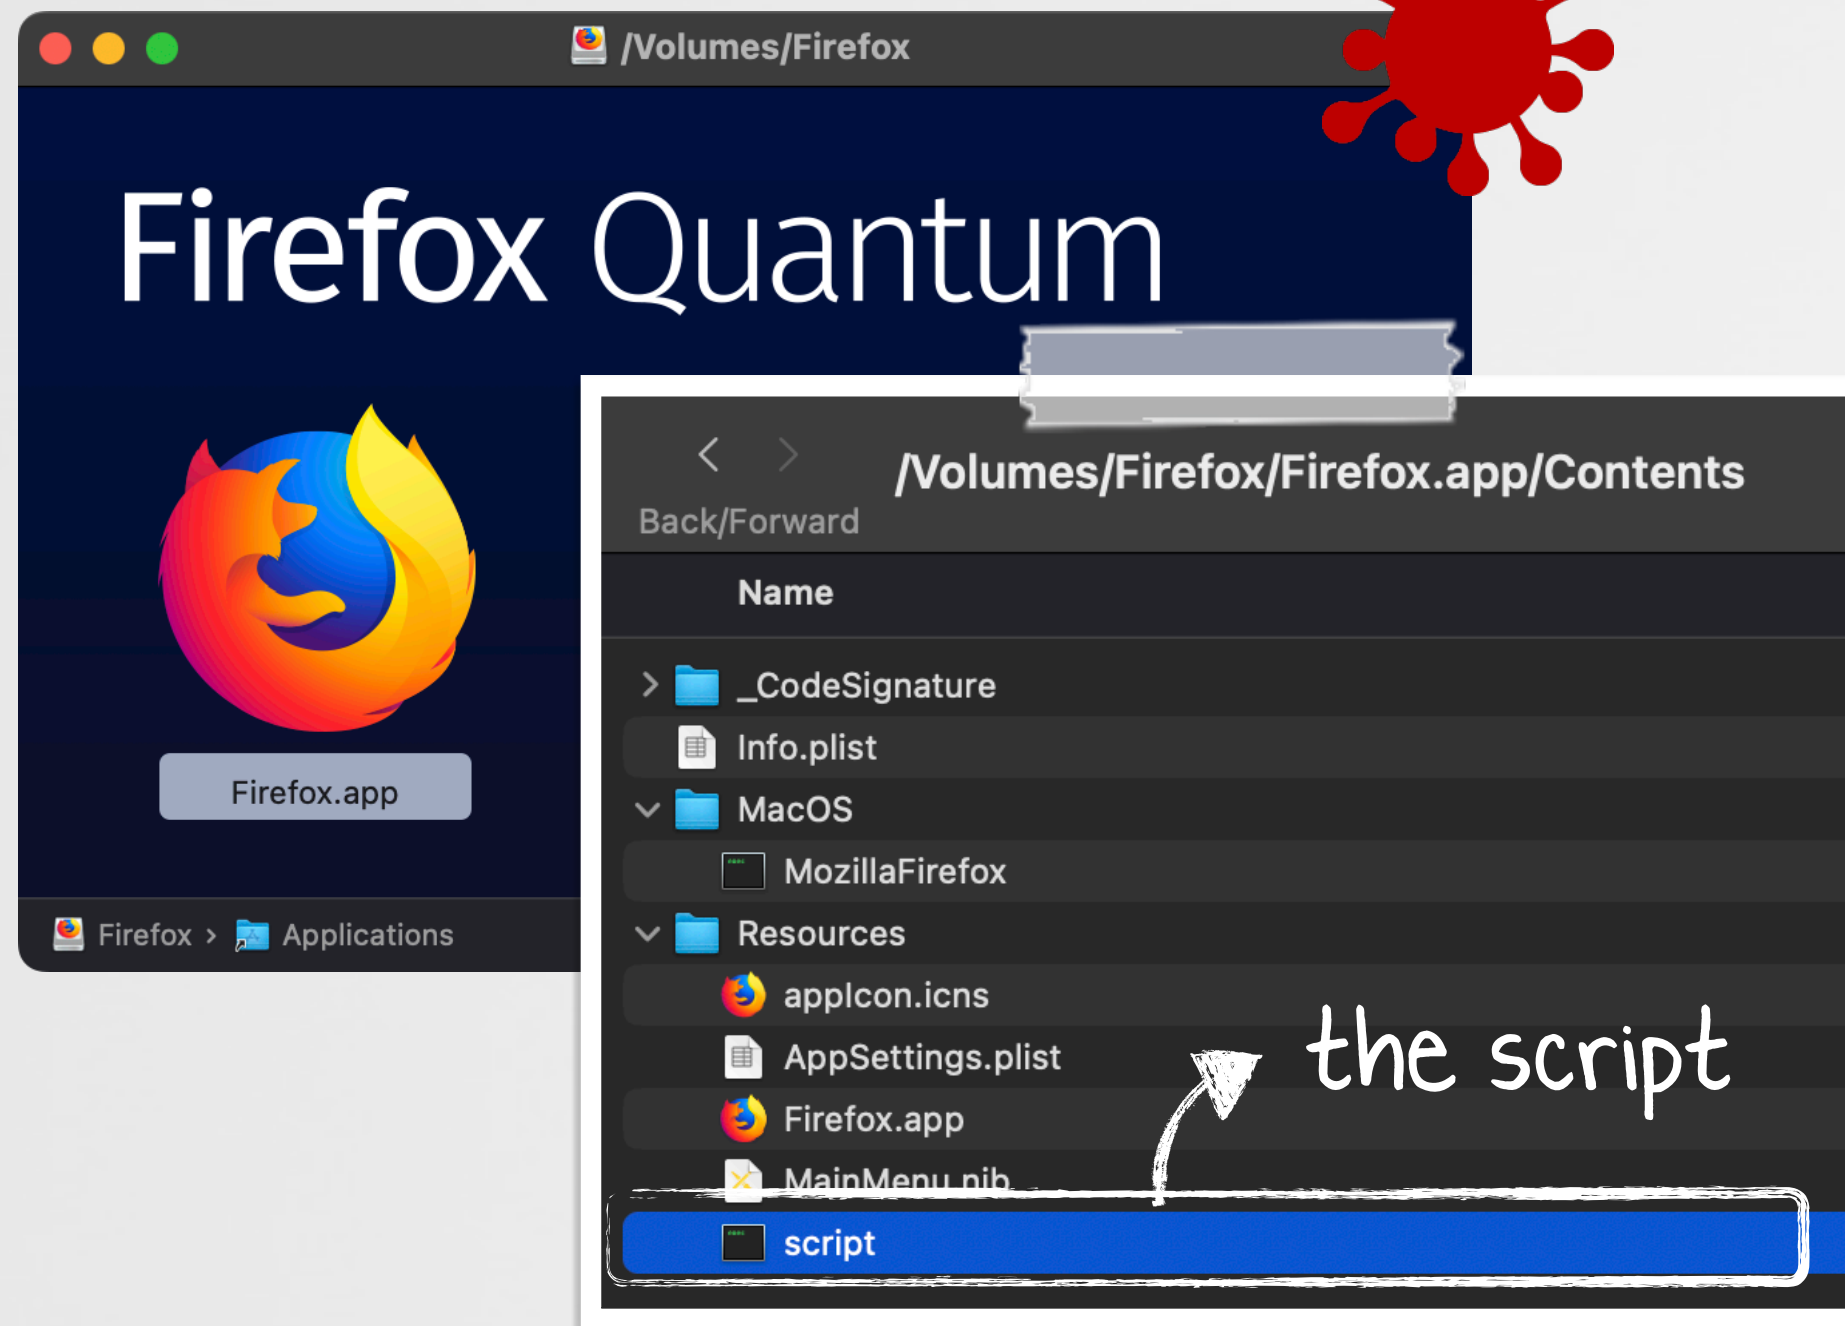 /Volumes/Firefox
Firefox Quantum
Firefox.app
Firefox › Applications
/Volumes/Firefox/Firefox.app/Contents
Back/Forward
Name
_CodeSignature
Info.plist
MacOS
MozillaFirefox
Resources
appIcon.icns
AppSettings.plist
Firefox.app
MainMenu.nib
script
the script